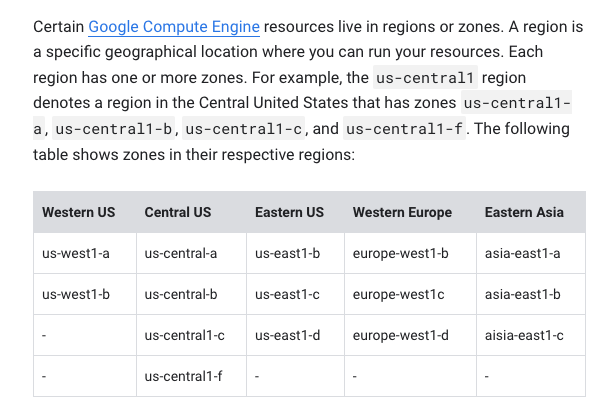 Certain Google Compute Engine resources live in regions or zones. A region is
a specific geographical location where you can run your resources. Each
region has one or more zones. For example, the us-central1 region
denotes a region in the Central United States that has zones us-central1-
a, us-central1-b, us-central1-c, and us-central1-f. The following
table shows zones in their respective regions:
Western US Central US Eastern US Western Europe Eastern Asia
us-west1-a us-central-a us-east1-b europe-west1-b asia-east1-a
us-west1-b us-central-b us-east1-c europe-west1c asia-east1-b
- us-central1-c us-east1-d europe-west1-d aisia-east1-c
- us-central1-f - - -